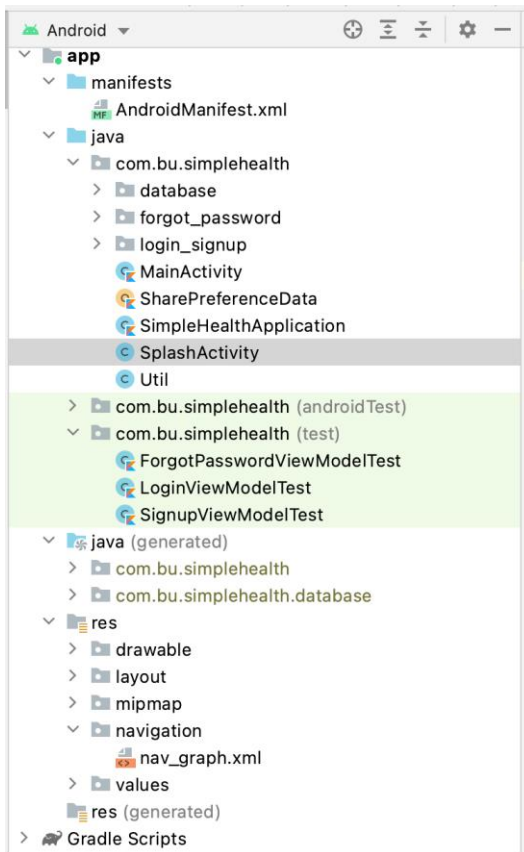 Android
app
manifests
MF AndroidManifest.xml
java
com.bu.simplehealth
database
forgot_password
login_signup
MainActivity
SharePreferenceData
SimpleHealthApplication
C SplashActivity
C Util
com.bu.simplehealth (androidTest)
com.bu.simplehealth (test)
ForgotPasswordViewModelTest
LoginViewModelTest
SignupViewModelTest
java (generated)
com.bu.simplehealth
com.bu.simplehealth.database
res
drawable
layout
mipmap
navigation
nav_graph.xml
values
res (generated)
Gradle Scripts